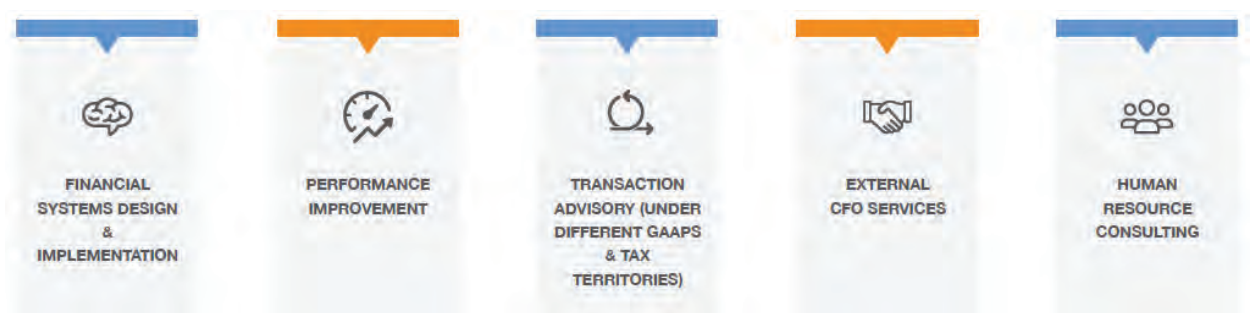 FINANCIAL
SYSTEMS DESIGN
&
IMPLEMENTATION
PERFORMANCE
IMPROVEMENT
TRANSACTION
ADVISORY (UNDER
DIFFERENT GAAPS
& TAX
TERRITORIES)
EXTERNAL
CFO SERVICES
HUMAN
RESOURCE
CONSULTING